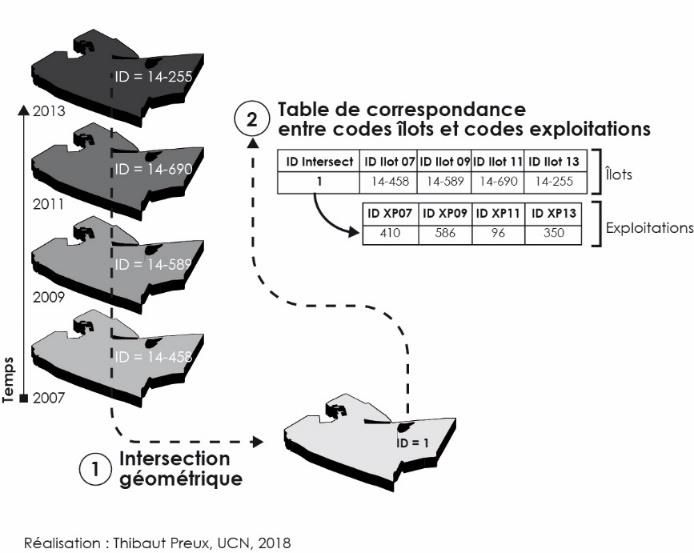 ID = 14-255
2013
ID = 14-690
2011
ID = 14-589
2009
ID = 14-458
2007
Temps
1 Intersection
géométrique
ID = 1
2 Table de correspondance
entre codes îlots et codes exploitations
ID Intersect ID Ilot 07 ID Ilot 09 ID Ilot 11 ID Ilot 13
1 14-458 14-589 14-690 14-255
Îlots
ID XP07 ID XP09 ID XP11 ID XP13
410 586 96 350
Exploitations
Réalisation : Thibaut Preux, UCN, 2018